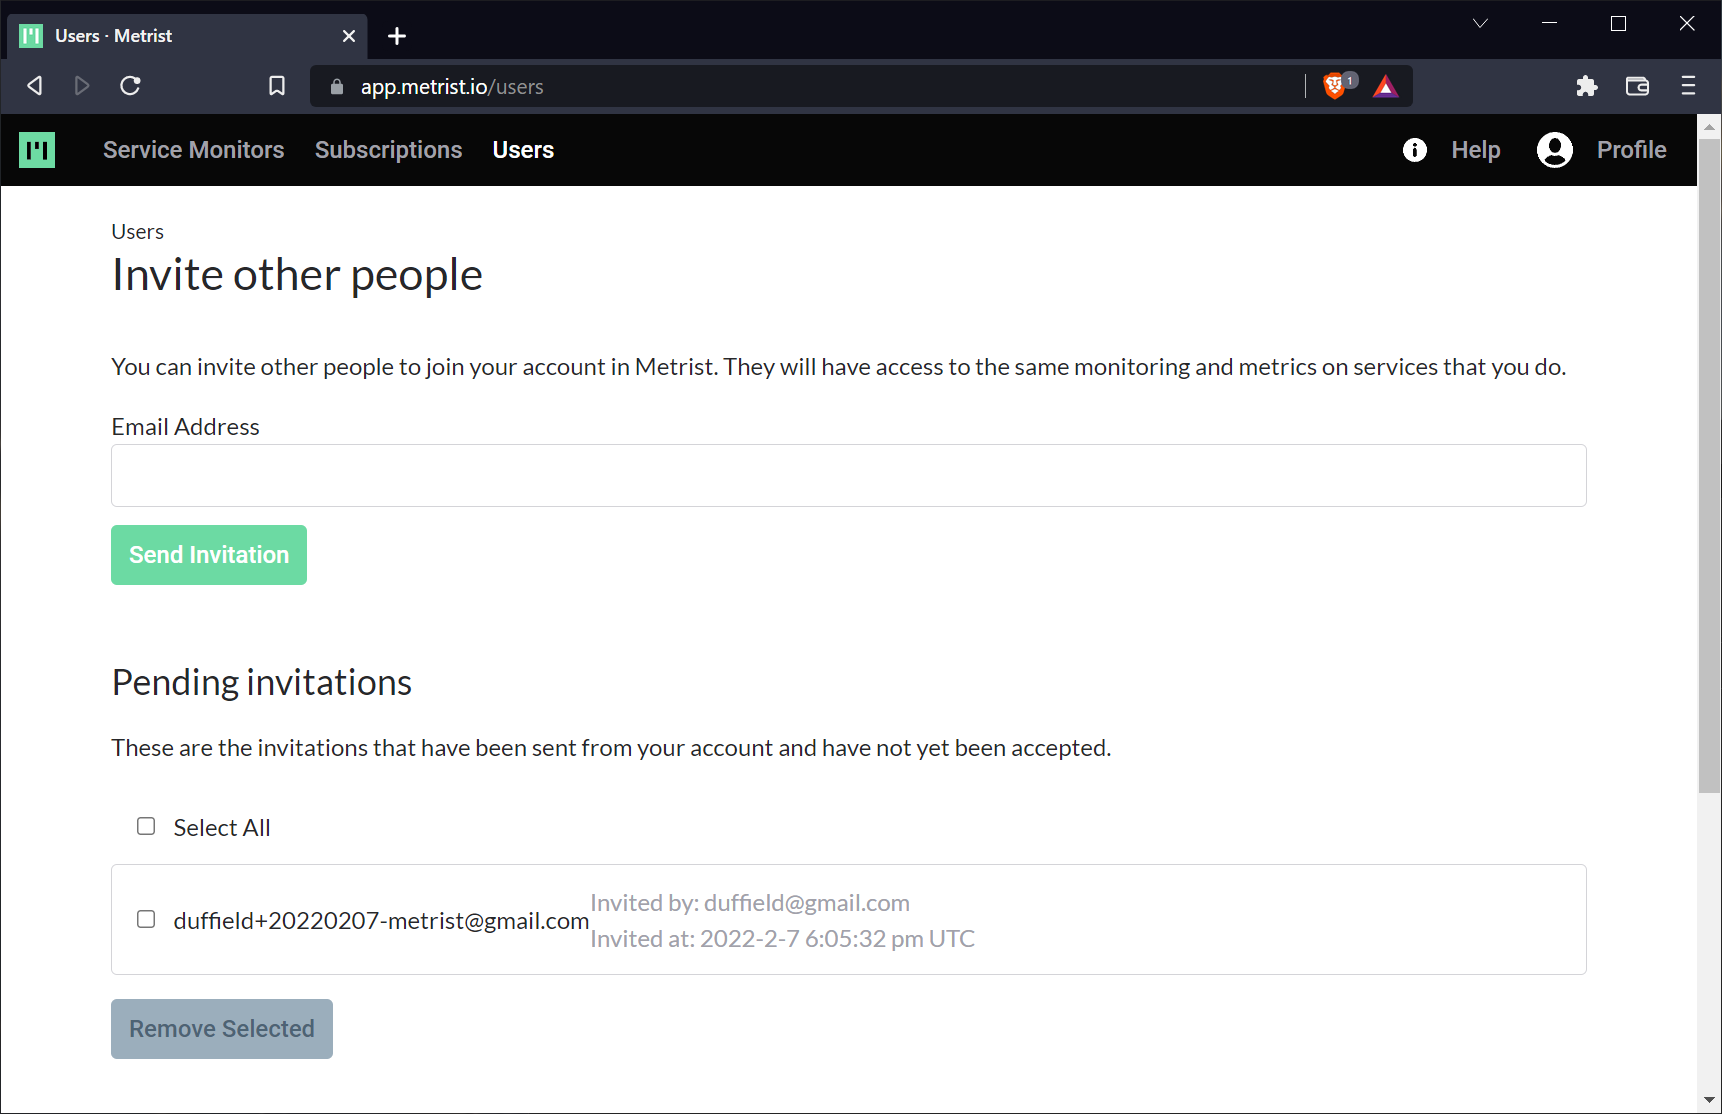 Users · Metrist
app.metrist.io/users
1
Service Monitors Subscriptions Users Help Profile
Users
Invite other people
You can invite other people to join your account in Metrist. They will have access to the same monitoring and metrics on services that you do.
Email Address
Send Invitation
Pending invitations
These are the invitations that have been sent from your account and have not yet been accepted.
Select All
duffield+20220207-metrist@gmail.com
Invited by: duffield@gmail.com
Invited at: 2022-2-7 6:05:32 pm UTC
Remove Selected